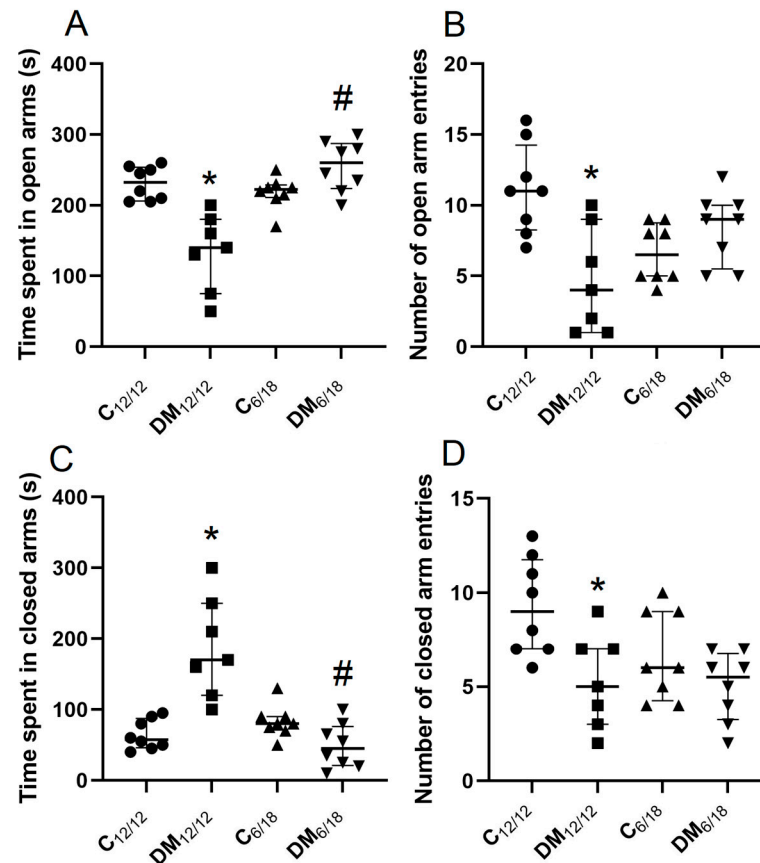 A
Time spent in open arms (s)
400
300
200
100
0
*
#
C12/12
DM12/12
C6/18
DM6/18
B
Number of open arm entries
20
15
10
5
0
*
C12/12
DM12/12
C6/18
DM6/18
C
Time spent in closed arms (s)
400
300
200
100
0
*
#
C12/12
DM12/12
C6/18
DM6/18
D
Number of closed arm entries
15
10
5
0
*
C12/12
DM12/12
C6/18
DM6/18